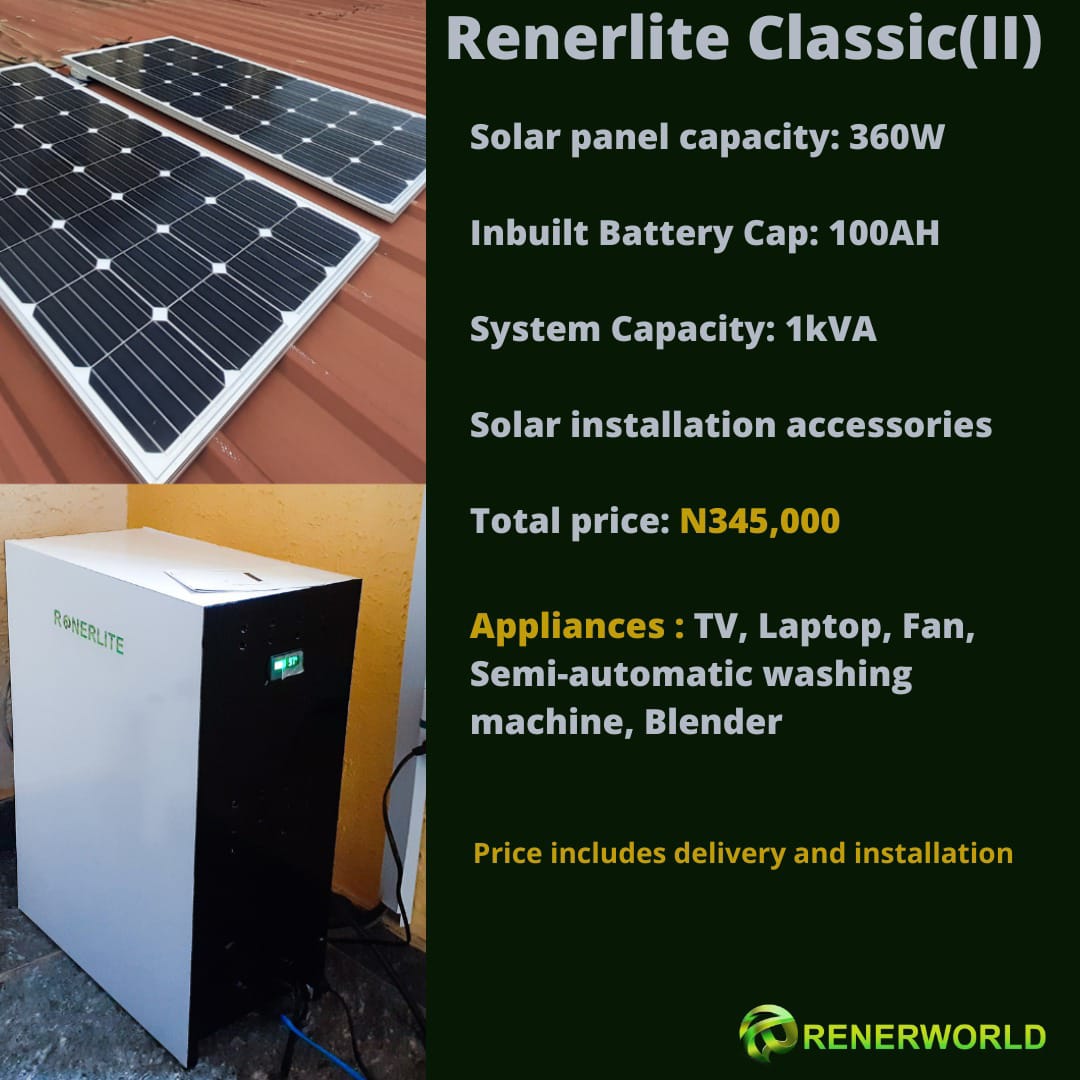 Renerlite Classic(II)
Solar panel capacity: 360W
Inbuilt Battery Cap: 100AH
System Capacity: 1kVA
Solar installation accessories
Total price: N345,000
Appliances : TV, Laptop, Fan,
Semi-automatic washing
machine, Blender
Price includes delivery and installation
RENERWORLD
RENERLITE